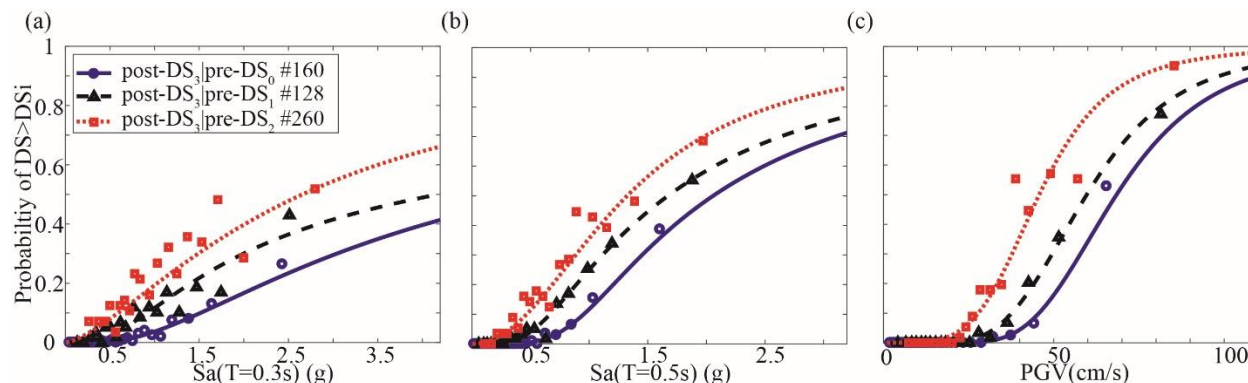 (a)
(b)
(c)
Probabiltiy of DS>DSi
1
0.8
0.6
0.4
0.2
0
post-DS3|pre-DS0 #160
post-DS3|pre-DS1 #128
post-DS3|pre-DS2 #260
0.5 1.5 2.5 3.5
Sa(T=0.3s) (g)
0.5 1.5 2.5
Sa(T=0.5s) (g)
0 50 100
PGV(cm/s)